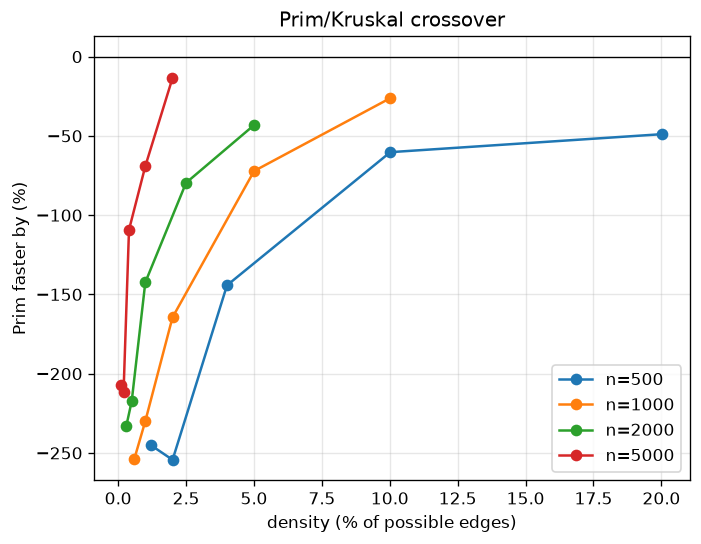 Prim/Kruskal crossover
Prim faster by (%)
0
−50
−100
−150
−200
−250
0.0 2.5 5.0 7.5 10.0 12.5 15.0 17.5 20.0
density (% of possible edges)
n=500
n=1000
n=2000
n=5000